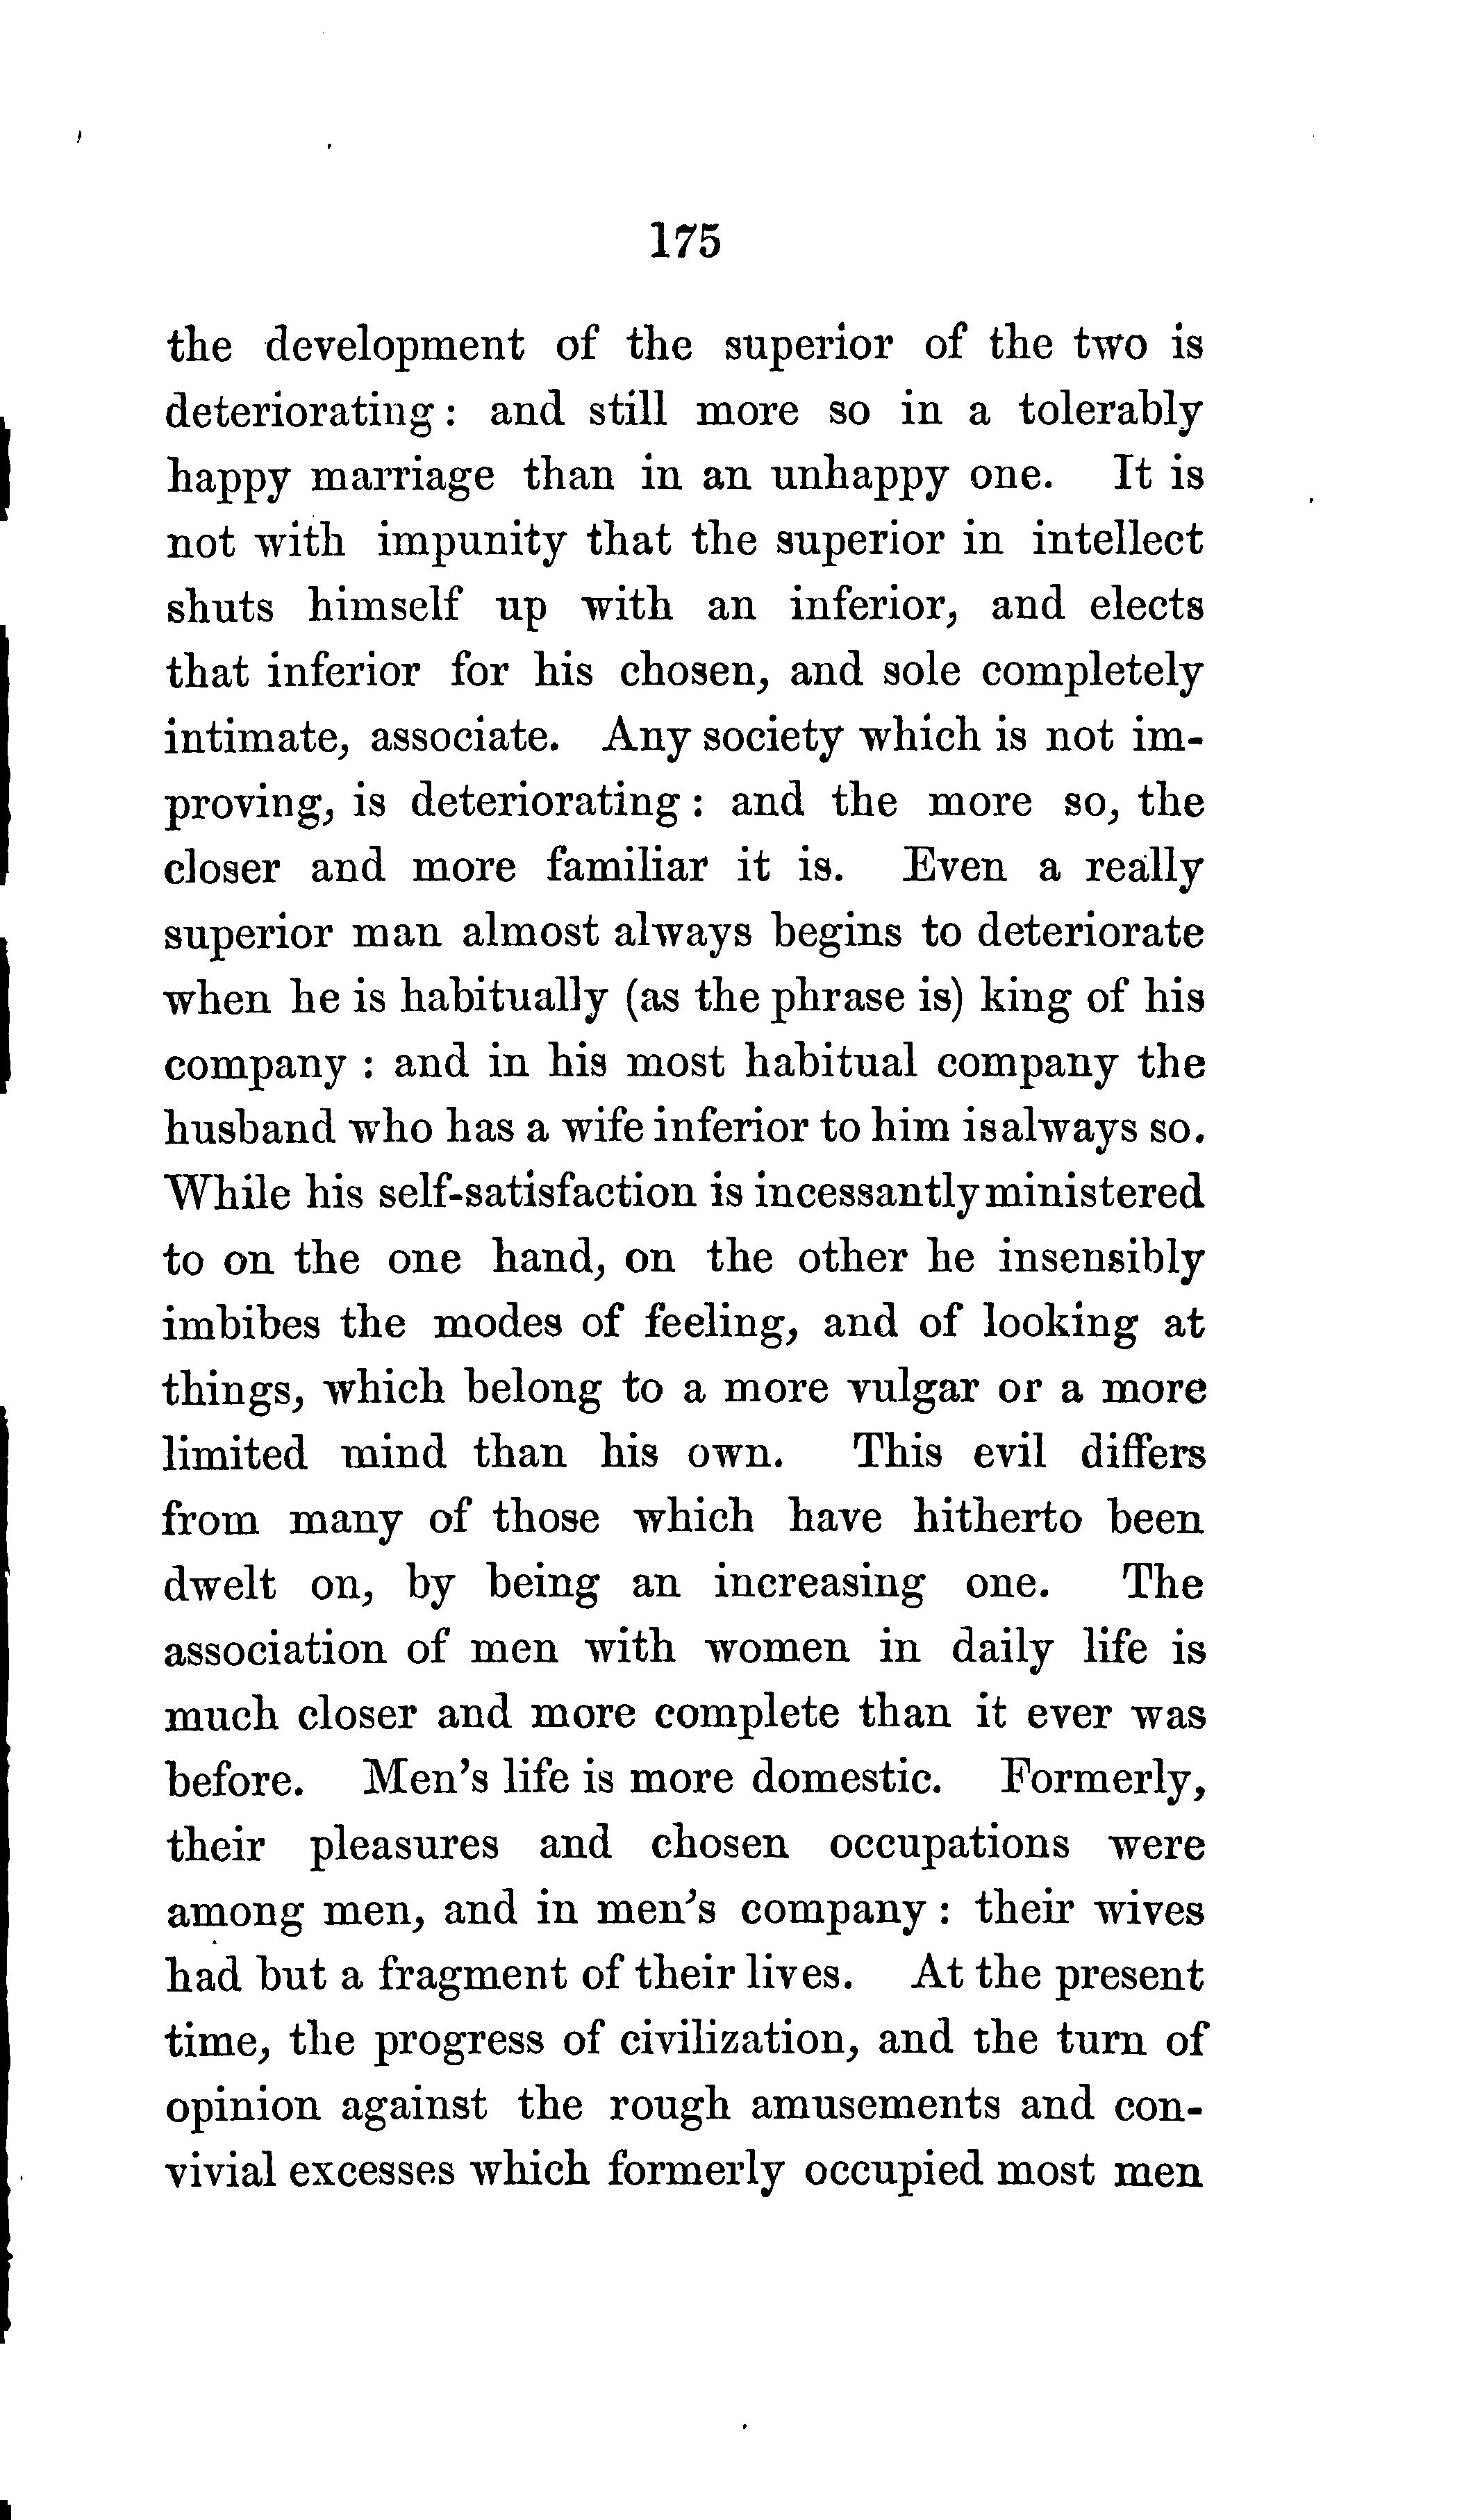 175
the development of the superior of the two is
deteriorating: and still more so in a tolerably
happy marriage than in an unhappy one. It is
not with impunity that the superior in intellect
shuts himself up with an inferior, and elects
that inferior for his chosen, and sole completely
intimate, associate. Any society which is not im-
proving, is deteriorating: and the more so, the
closer and more familiar it is. Even a really
superior man almost always begins to deteriorate
when he is habitually (as the phrase is) king of his
company : and in his most habitual company the
husband who has a wife inferior to him is always so.
While his self-satisfaction is incessantly ministered
to on the one hand, on the other he insensibly
imbibes the modes of feeling, and of looking at
things, which belong to a more vulgar or a more
limited mind than his own. This evil differs
from many of those which have hitherto been
dwelt on, by being an increasing one. The
association of men with women in daily life is
much closer and more complete than it ever was
before. Men's life is more domestic. Formerly,
their pleasures and chosen occupations were
among men, and in men's company: their wives
had but a fragment of their lives. At the present
time, the progress of civilization, and the turn of
opinion against the rough amusements and con-
vivial excesses which formerly occupied most men